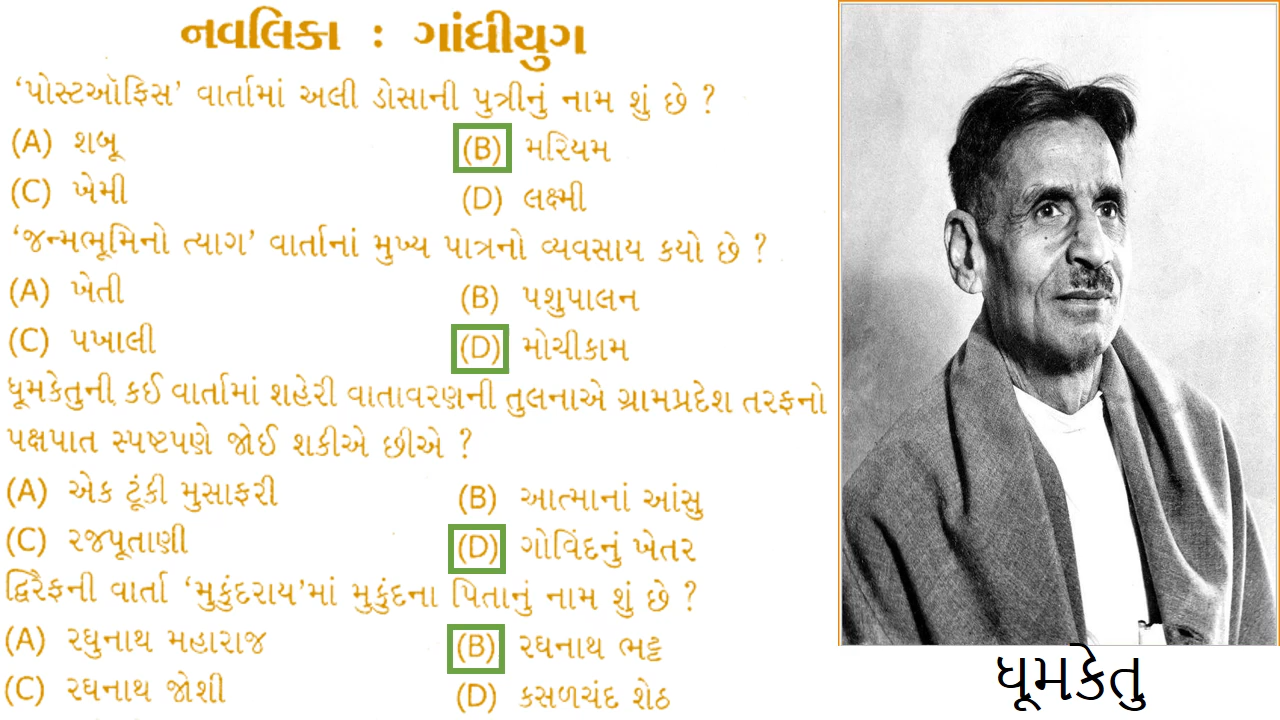 નવલિકા : ગાંધીયુગ
‘પોસ્ટઑફિસ’ વાર્તામાં અલી ડોસાની પુત્રીનું નામ શું છે ?
(A) શબૂ (B) મરિયમ
(C) ખેમી (D) લક્ષ્મી
‘જન્મભૂમિનો ત્યાગ’ વાર્તાનાં મુખ્ય પાત્રનો વ્યવસાય કયો છે ?
(A) ખેતી (B) પશુપાલન
(C) પખાલી (D) મોચીકામ
ધૂમકેતુની કઈ વાર્તામાં શહેરી વાતાવરણની તુલનાએ ગ્રામપ્રદેશ તરફનો
પક્ષપાત સ્પષ્ટપણે જોઈ શકીએ છીએ ?
(A) એક ટૂંકી મુસાફરી (B) આત્માનાં આંસુ
(C) રજપૂતાણી (D) ગોવિંદનું ખેતર
દ્વિરૈફની વાર્તા ‘મુકુંદરાય’માં મુકુંદના પિતાનું નામ શું છે ?
(A) રઘુનાથ મહારાજ (B) રઘનાથ ભટ્ટ
(C) રઘનાથ જોશી (D) કસળચંદ શેઠ
ધૂમકેતુ